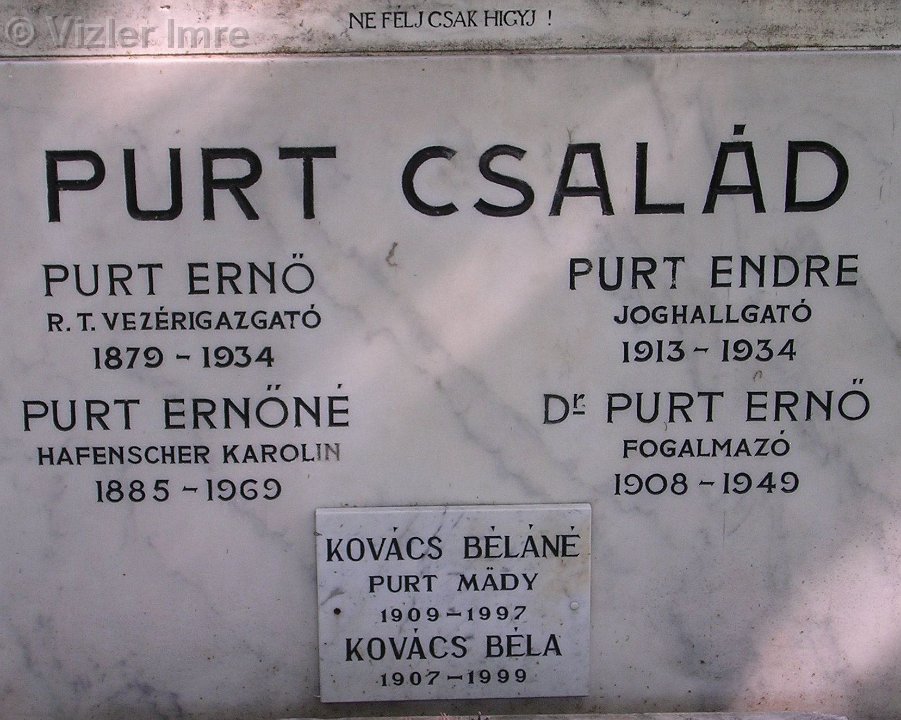 © Vizler Imre
NE FÉLJ CSAK HIGYJ !
PURT CSALÁD
PURT ERNŐ
R.T. VEZÉRIGAZGATÓ
1879 - 1934
PURT ERNŐNÉ
HAFENSCHER KAROLIN
1885 - 1969
PURT ENDRE
JOGHALLGATÓ
1913 - 1934
Dr PURT ERNŐ
FOGALMAZÓ
1908 - 1949
KOVÁCS BÉLÁNÉ
PURT MÄDY
1909 - 1997
KOVÁCS BÉLA
1907 - 1999